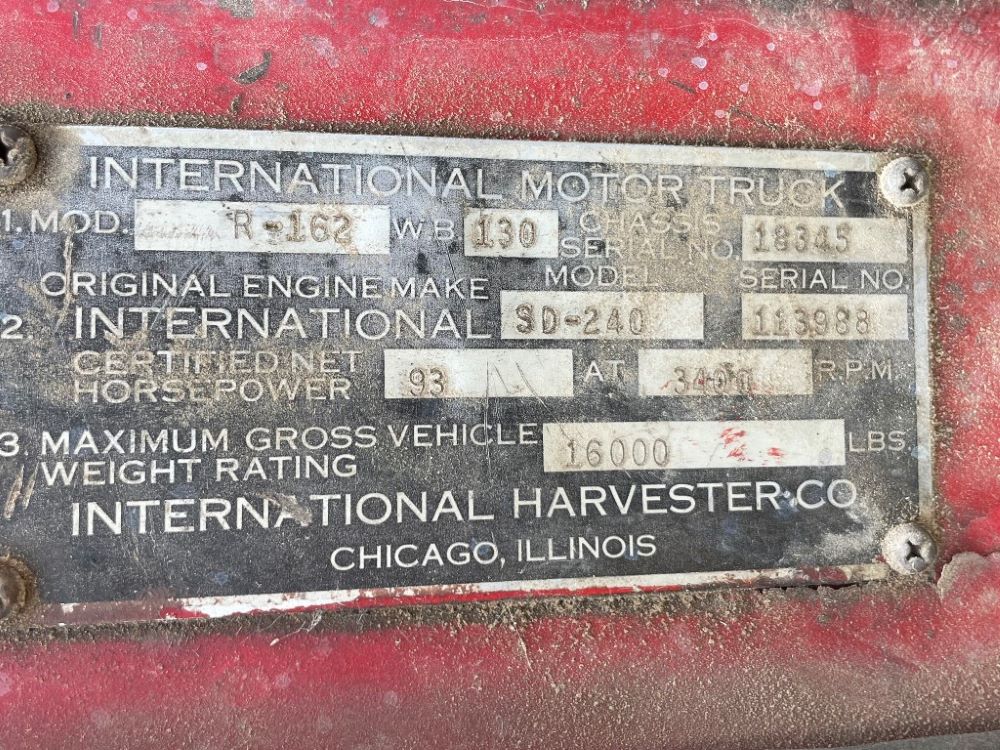 INTERNATIONAL MOTOR TRUCK
1. MOD. R-162 W B 130 CHASSIS SERIAL NO. 18345
ORIGINAL ENGINE MAKE MODEL SERIAL NO.
2. INTERNATIONAL SD-240 113988
CERTIFIED NET HORSEPOWER 93 AT 3400 R.P.M.
3. MAXIMUM GROSS VEHICLE WEIGHT RATING 16000 LBS.
INTERNATIONAL HARVESTER CO
CHICAGO, ILLINOIS